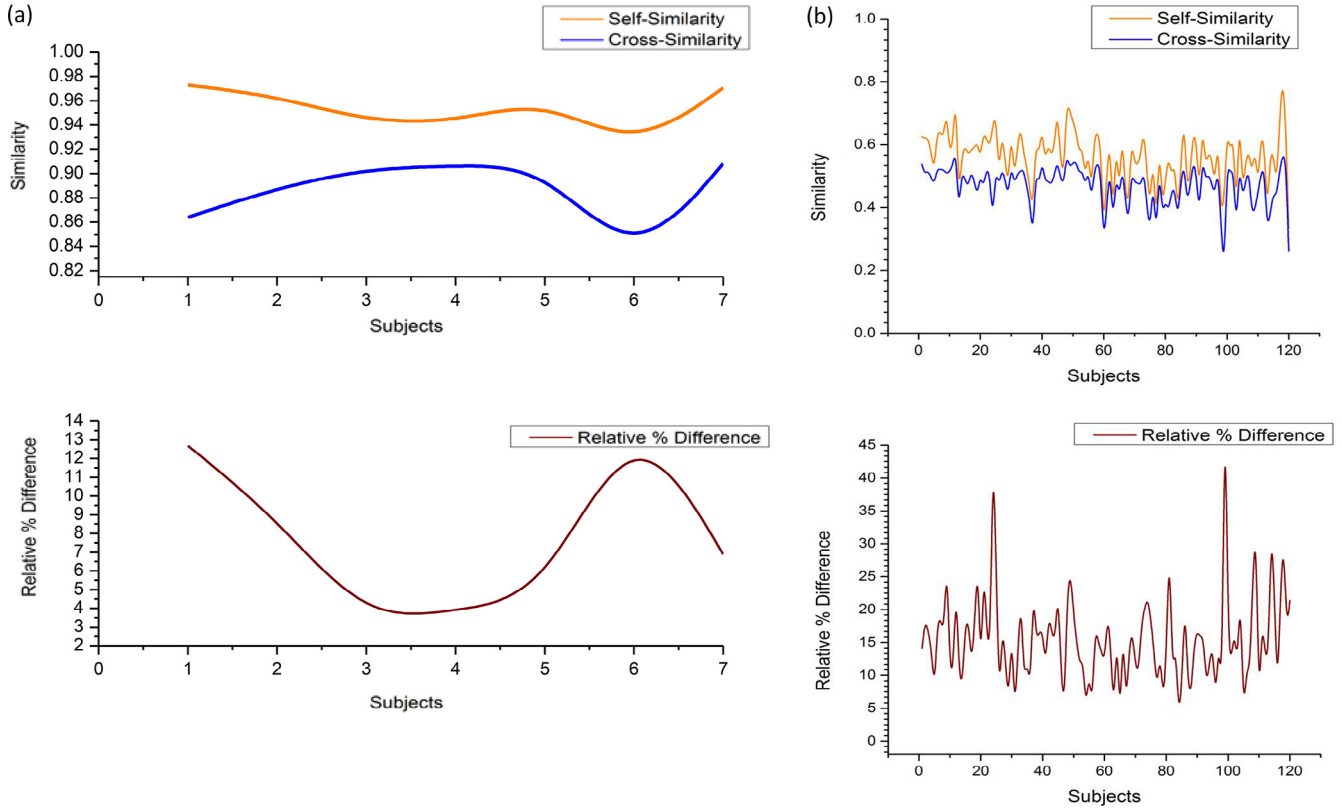 (a)
Self-Similarity
Cross-Similarity
1.00
0.98
0.96
0.94
0.92
0.90
0.88
0.86
0.84
0.82
Similarity
0 1 2 3 4 5 6 7
Subjects
(b)
Self-Similarity
Cross-Similarity
1.0
0.8
0.6
0.4
0.2
0.0
Similarity
0 20 40 60 80 100 120
Subjects
Relative % Difference
14
13
12
11
10
9
8
7
6
5
4
3
2
Relative % Difference
0 1 2 3 4 5 6 7
Subjects
Relative % Difference
45
40
35
30
25
20
15
10
5
0
Relative % Difference
0 20 40 60 80 100 120
Subjects